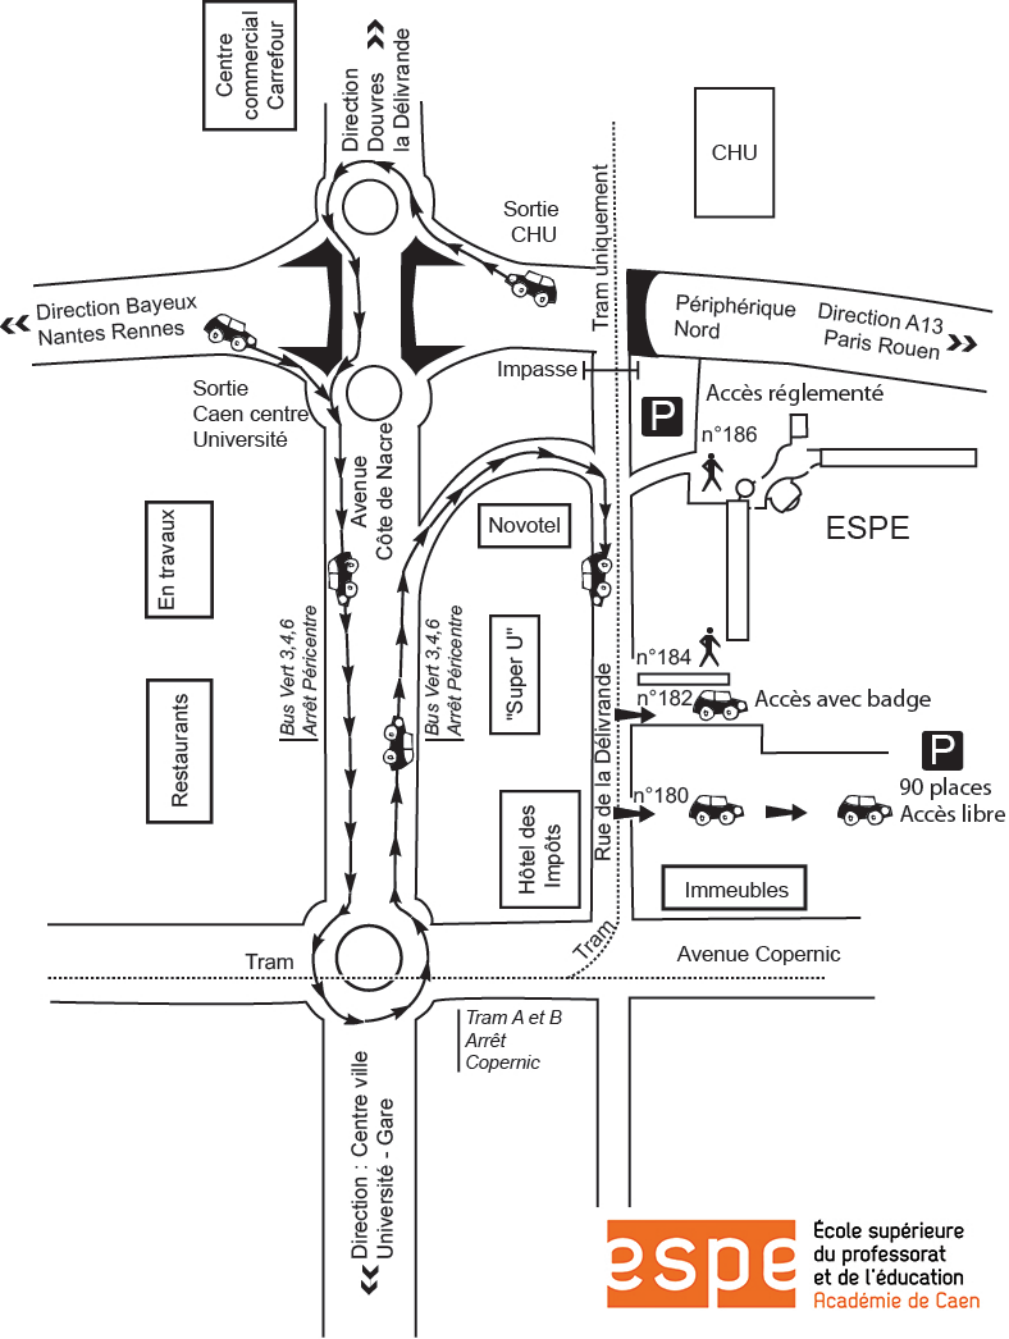 Centre
commercial
Carrefour
Direction
Douvres
la Délivrande
CHU
Sortie
CHU
Tram uniquement
Direction Bayeux
Nantes Rennes
Périphérique
Nord
Direction A13
Paris Rouen
Sortie
Caen centre
Université
Impasse
Accès réglementé
P
n°186
Avenue
Côte de Nacre
Novotel
ESPE
En travaux
Bus Vert 3,4,6
Arrêt Péricentre
Bus Vert 3,4,6
Arrêt Péricentre
"Super U"
Rue de la Délivrande
n°184
n°182
Accès avec badge
Restaurants
P
90 places
Accès libre
n°180
Hôtel des
Impôts
Immeubles
Tram
Tram
Avenue Copernic
Tram A et B
Arrêt
Copernic
Direction : Centre ville
Université - Gare
espe
École supérieure
du professorat
et de l'éducation
Académie de Caen